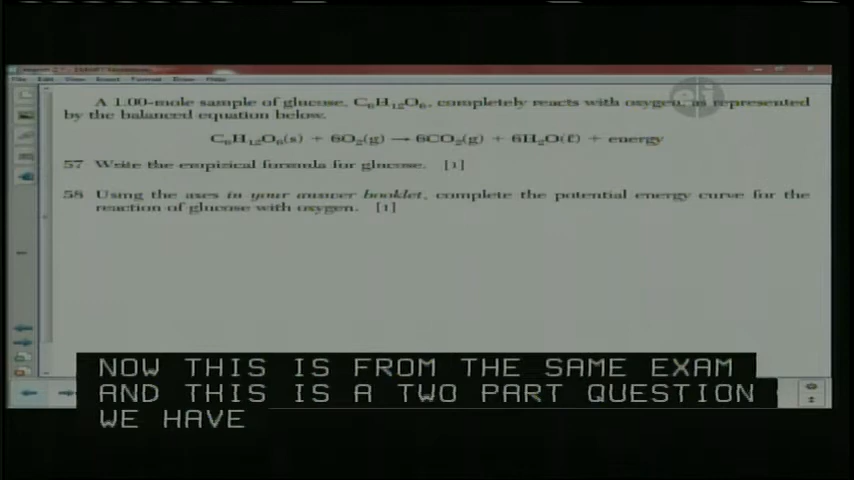 A 1.00-mole sample of glucose, C₆H₁₂O₆, completely reacts with oxygen, as represented
by the balanced equation below.
C₆H₁₂O₆(s) + 6O₂(g) → 6CO₂(g) + 6H₂O(ℓ) + energy
57 Write the empirical formula for glucose. [1]
58 Using the axes in your answer booklet, complete the potential energy curve for the
reaction of glucose with oxygen. [1]
NOW THIS IS FROM THE SAME EXAM
AND THIS IS A TWO PART QUESTION
WE HAVE